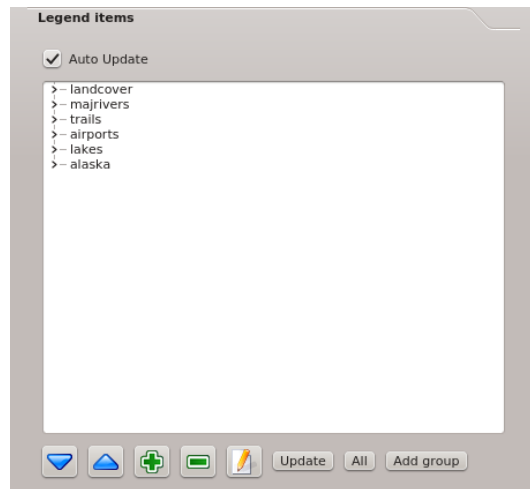 Legend items
Auto Update
landcover
majrivers
trails
airports
lakes
alaska
Update All Add group